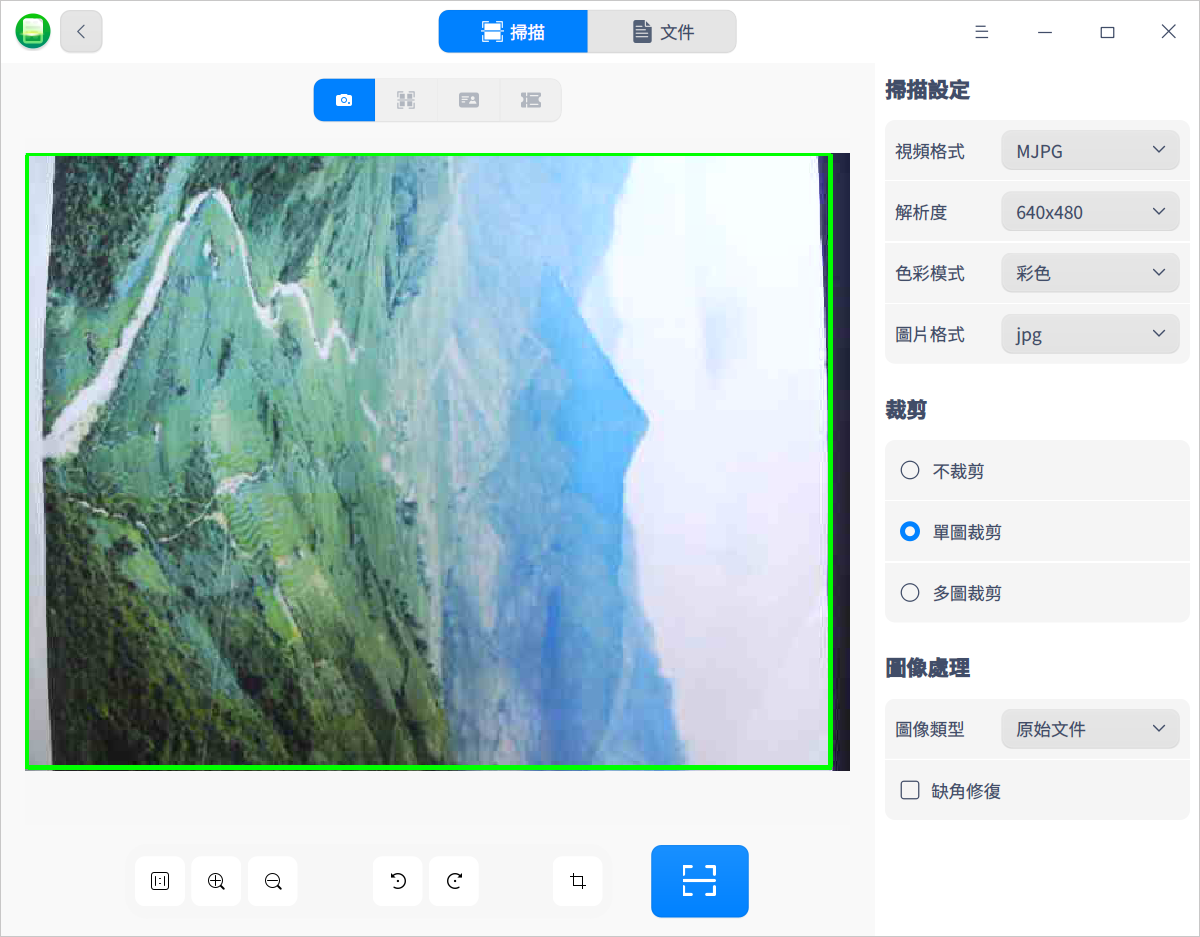 掃描
文件
掃描設定
視頻格式
MJPG
解析度
640x480
色彩模式
彩色
圖片格式
jpg
裁剪
不裁剪
單圖裁剪
多圖裁剪
圖像處理
圖像類型
原始文件
缺角修復